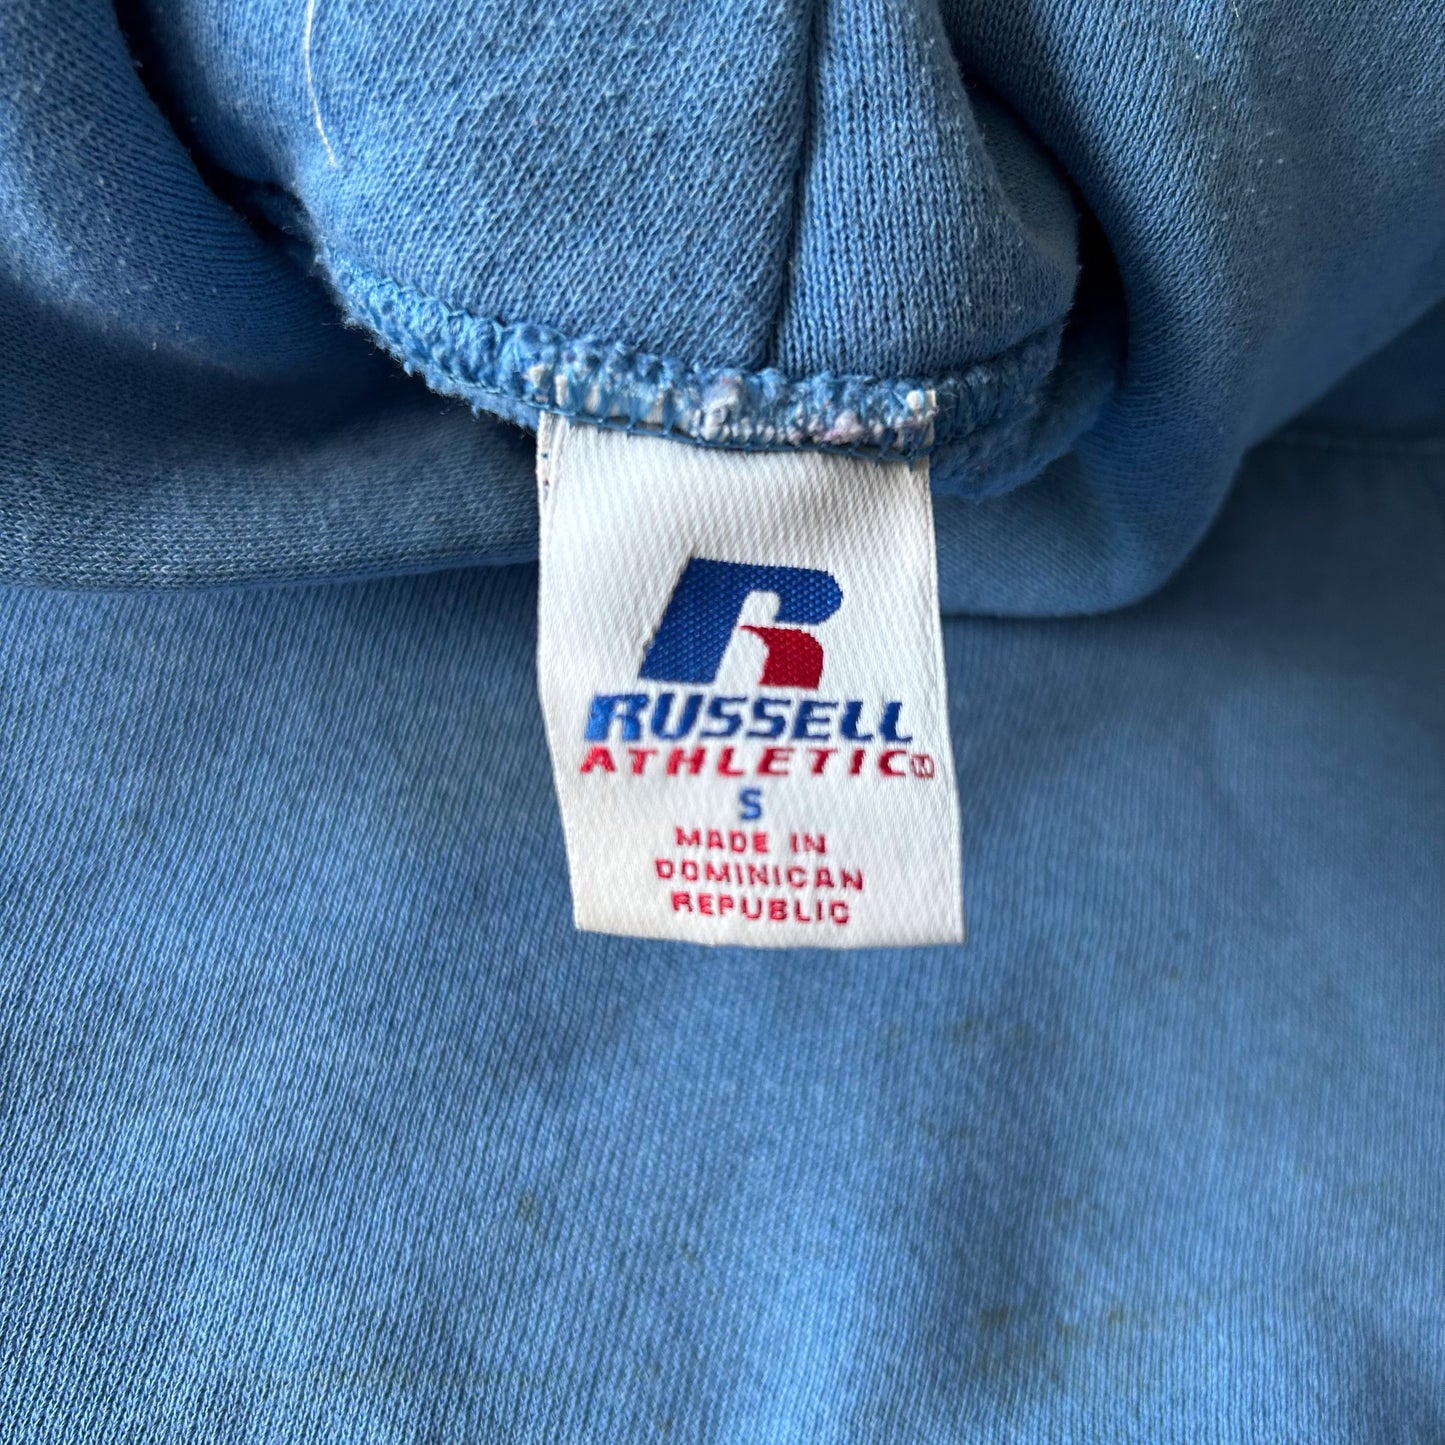 RUSSELL
ATHLETIC®
S
MADE IN
DOMINICAN
REPUBLIC